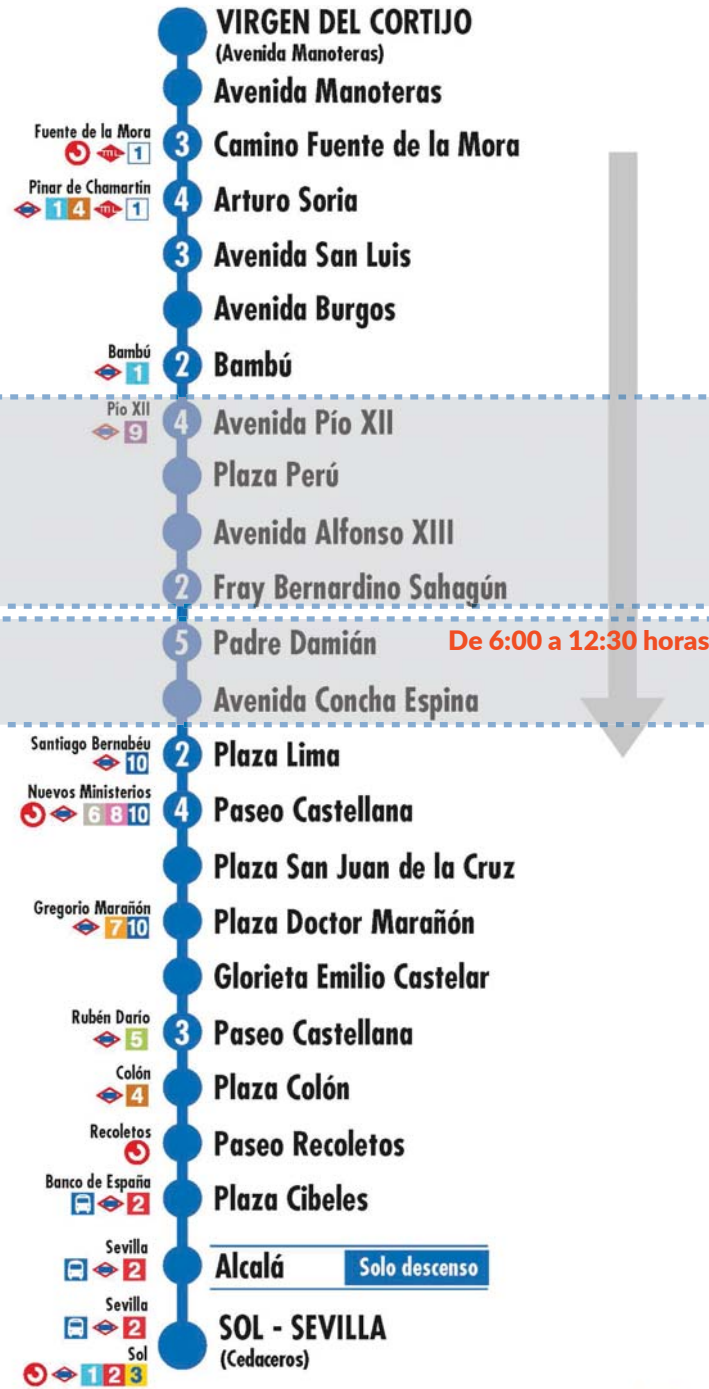 VIRGEN DEL CORTIJO
(Avenida Manoteras)
Avenida Manoteras
Fuente de la Mora
ML 1
3 Camino Fuente de la Mora
Pinar de Chamartín
1 4 ML 1
4 Arturo Soria
3 Avenida San Luis
Avenida Burgos
Bambú
1
2 Bambú
Pío XII
9
4 Avenida Pío XII
Plaza Perú
Avenida Alfonso XIII
2 Fray Bernardino Sahagún
5 Padre Damián De 6:00 a 12:30 horas
Avenida Concha Espina
Santiago Bernabéu
10
2 Plaza Lima
Nuevos Ministerios
6 8 10
4 Paseo Castellana
Plaza San Juan de la Cruz
Gregorio Marañón
7 10
Plaza Doctor Marañón
Glorieta Emilio Castelar
Rubén Darío
5
3 Paseo Castellana
Colón
4
Plaza Colón
Recoletos
Paseo Recoletos
Banco de España
2
Plaza Cibeles
Sevilla
2
Alcalá Solo descenso
Sevilla
2
SOL - SEVILLA
(Cedaceros)
Sol
1 2 3